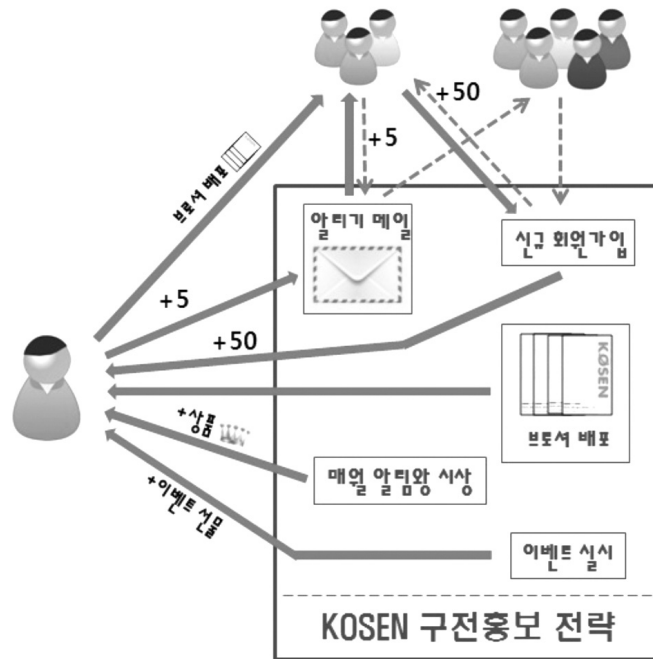 +50
+5
브로셔 배포
알리기 메일
신규 회원가입
+5
+50
KOSEN
브로셔 배포
+상품
매월 알림왕 시상
+이벤트 선물
이벤트 실시
KOSEN 구전홍보 전략